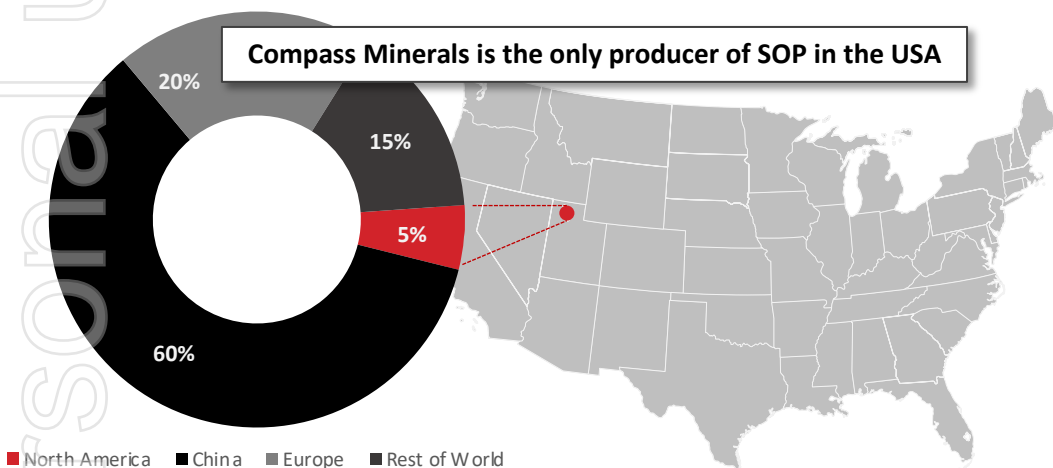 Compass Minerals is the only producer of SOP in the USA
20%
15%
5%
60%
North America China Europe Rest of World